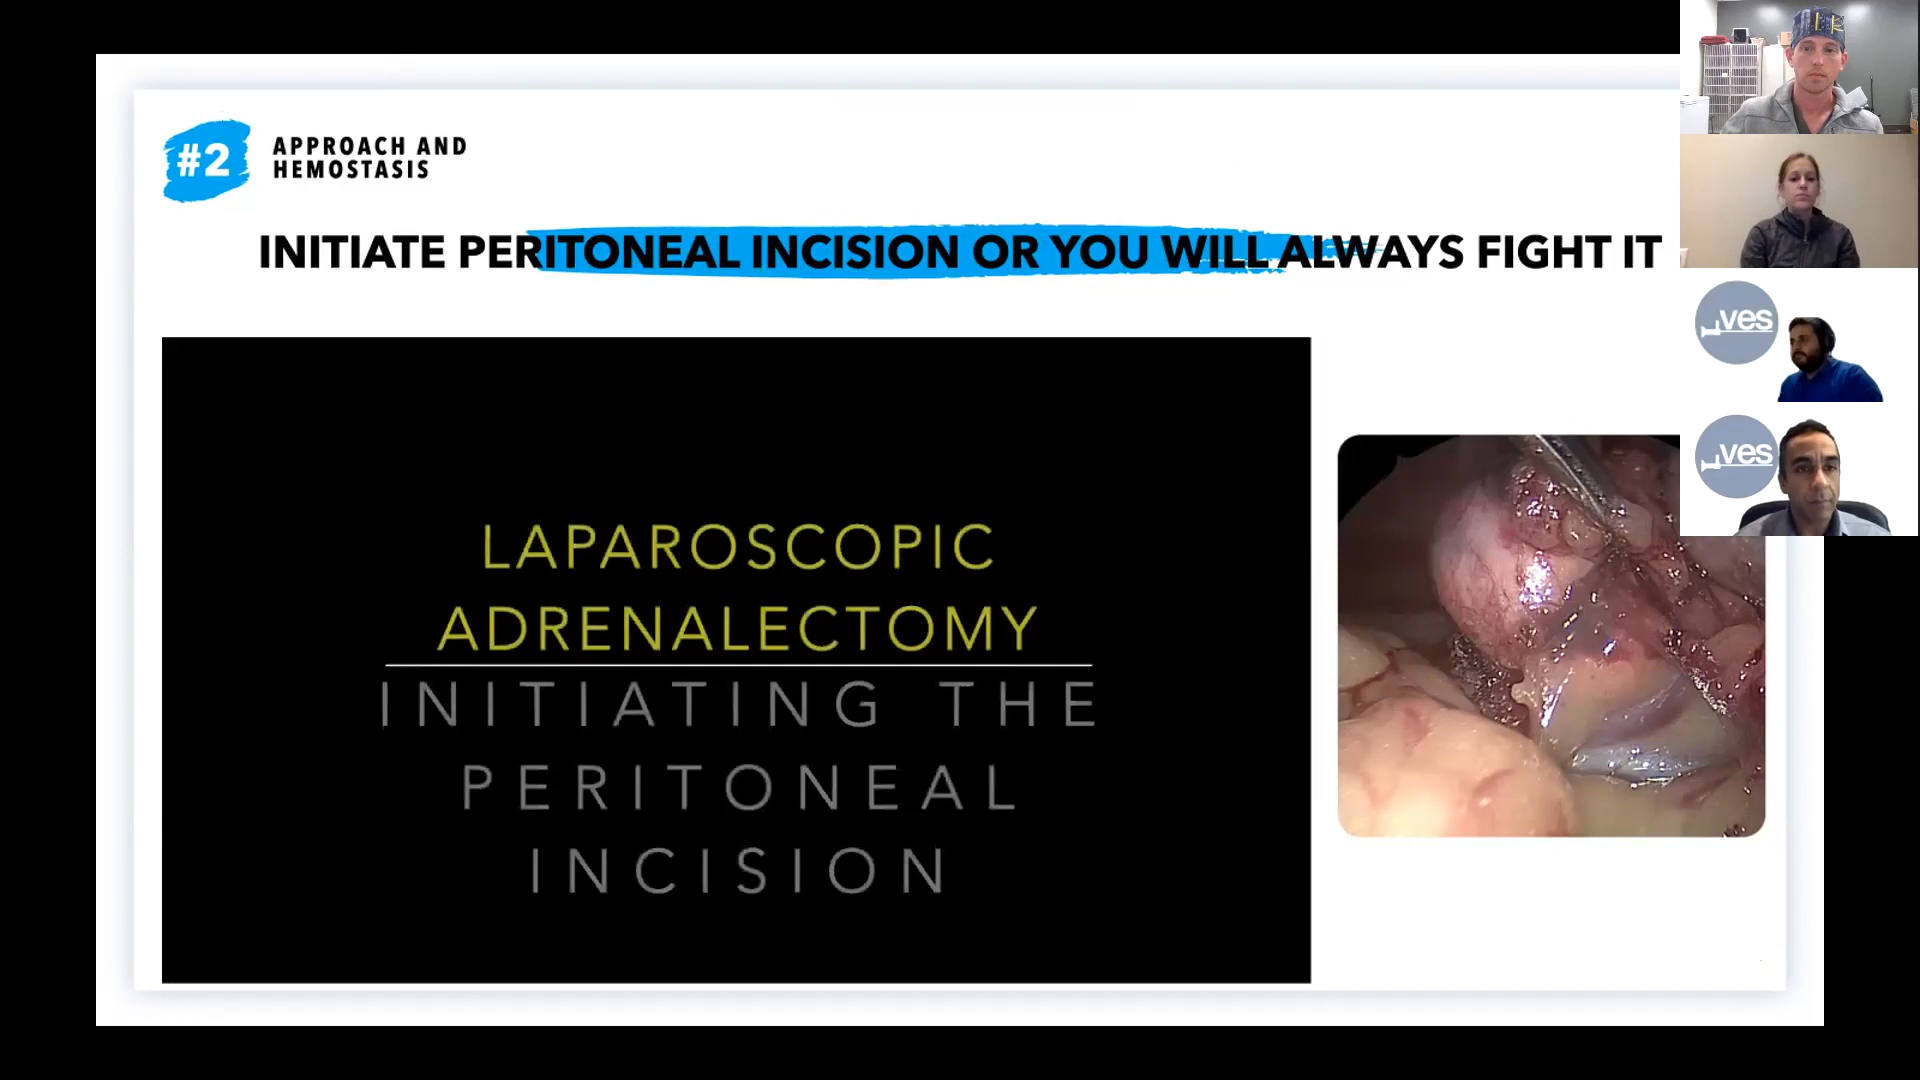 #2
APPROACH AND
HEMOSTASIS
INITIATE PERITONEAL INCISION OR YOU WILL ALWAYS FIGHT IT
LAPAROSCOPIC
ADRENALECTOMY
INITIATING THE
PERITONEAL
INCISION
ves
ves